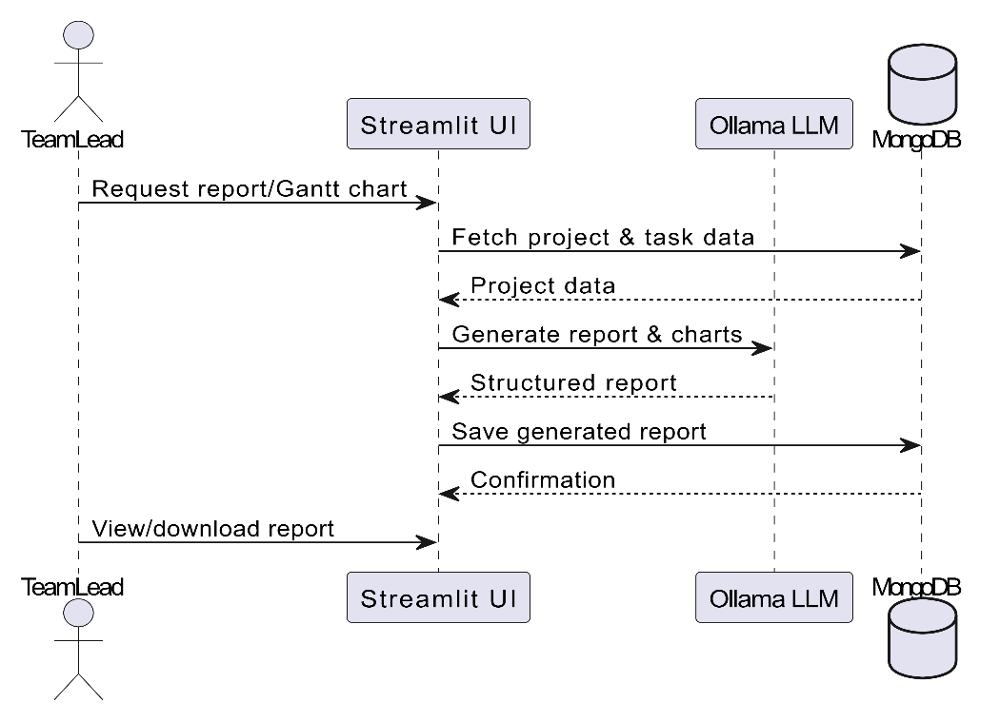 TeamLead
Streamlit UI
Ollama LLM
MongoDB
Request report/Gantt chart
Fetch project & task data
Project data
Generate report & charts
Structured report
Save generated report
Confirmation
View/download report
TeamLead
Streamlit UI
Ollama LLM
MongoDB